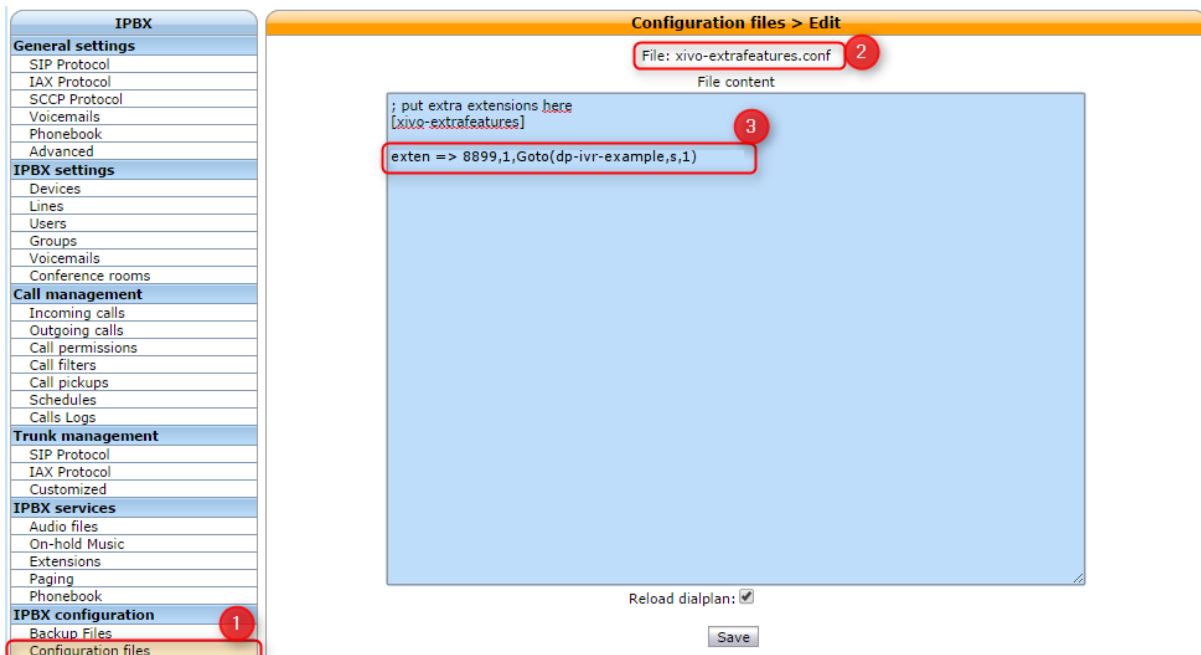 IPBX
General settings
SIP Protocol
IAX Protocol
SCCP Protocol
Voicemails
Phonebook
Advanced
IPBX settings
Devices
Lines
Users
Groups
Voicemails
Conference rooms
Call management
Incoming calls
Outgoing calls
Call permissions
Call filters
Call pickups
Schedules
Calls Logs
Trunk management
SIP Protocol
IAX Protocol
Customized
IPBX services
Audio files
On-hold Music
Extensions
Paging
Phonebook
IPBX configuration
1
Backup Files
Configuration files
Configuration files > Edit
File: xivo-extrafeatures.conf
2
File content
; put extra extensions here
[xivo-extrafeatures]
3
exten => 8899,1,Goto(dp-ivr-example,s,1)
Reload dialplan:
Save